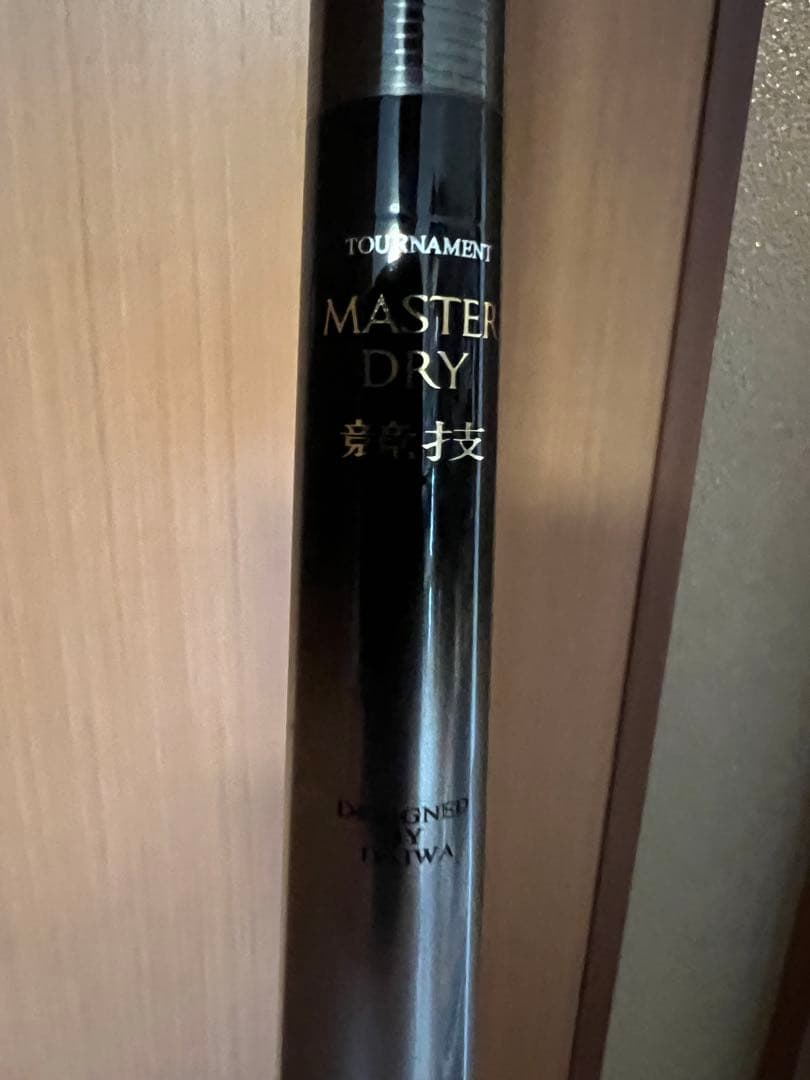 TOURNAMENT
MASTER
DRY
競技
DESIGNED
BY
DAIWA